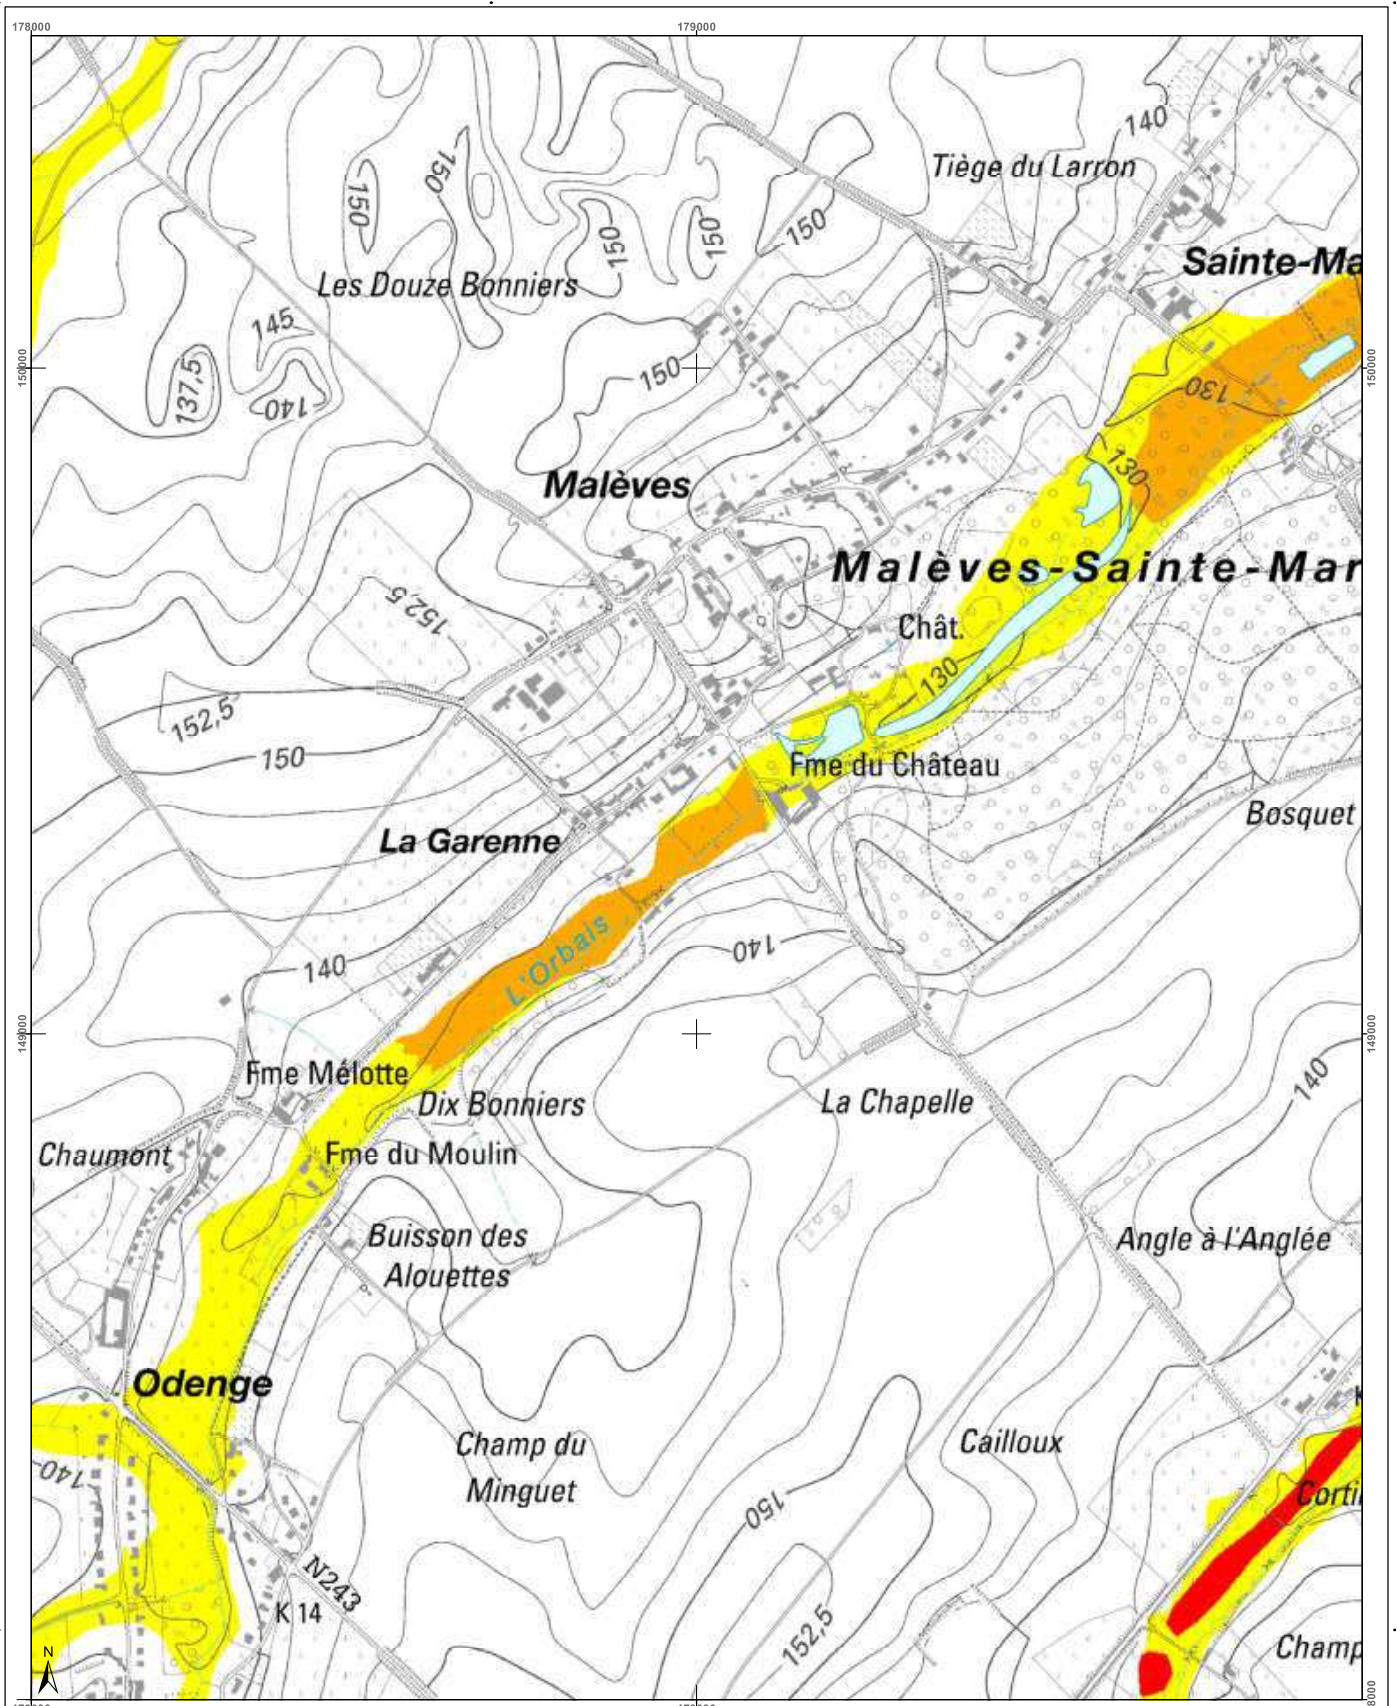 178000
179000
140
Tiège du Larron
150
150
150
150
150
Sainte-Ma
Les Douze Bonniers
145
150000
150000
137,5
140
150
130
130
Malèves
Malèves-Sainte-Mar
152,5
Chât.
130
152,5
150
Fme du Château
Bosquet
La Garenne
L'Orbais
140
140
149000
149000
Fme Mélotte
Dix Bonniers
La Chapelle
140
Chaumont
Fme du Moulin
Buisson des
Alouettes
Angle à l'Anglée
Odenge
K
Champ du
Minguet
Cailloux
140
150
Corti
N243
K 14
152,5
Champ
N